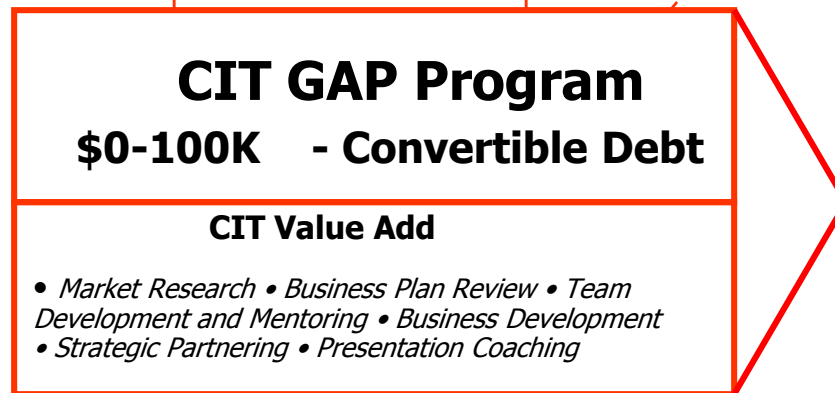 CIT GAP Program
$0-100K - Convertible Debt
CIT Value Add
• Market Research • Business Plan Review • Team
Development and Mentoring • Business Development
• Strategic Partnering • Presentation Coaching